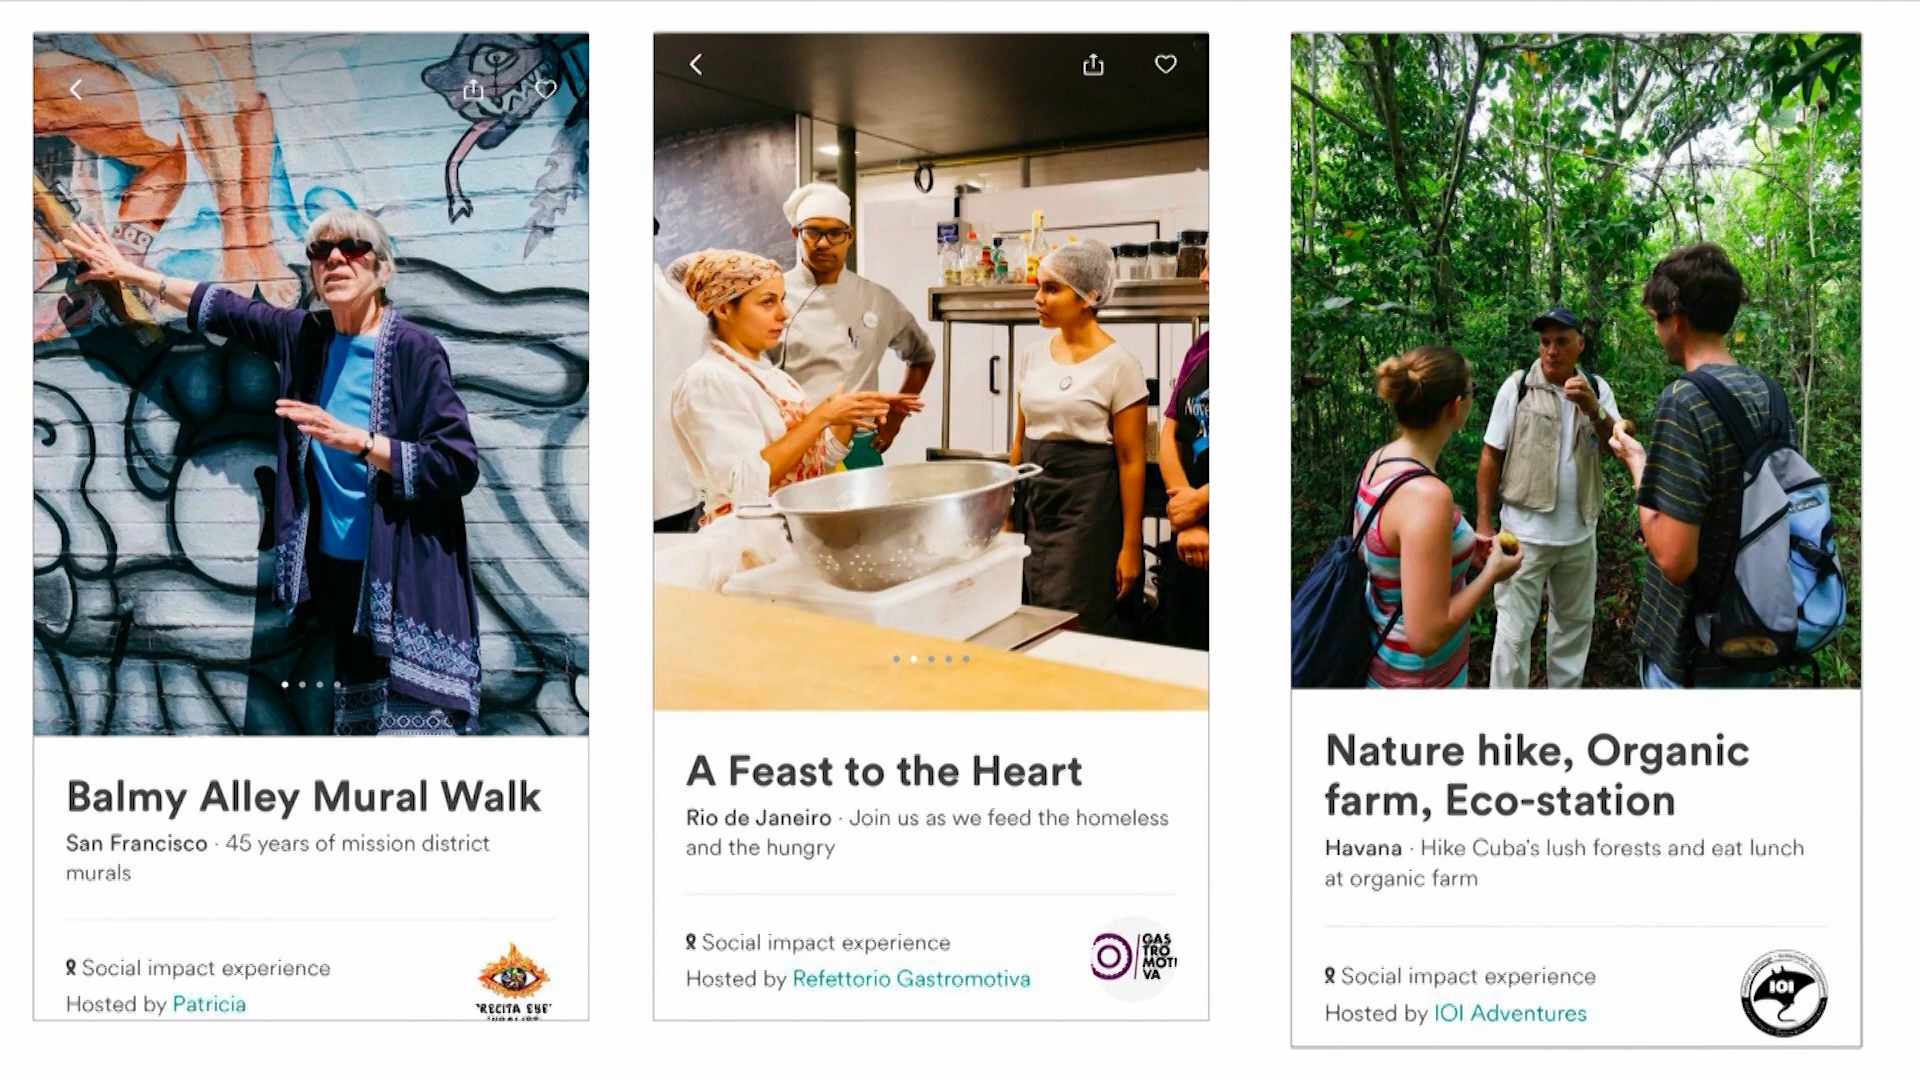 Balmy Alley Mural Walk
San Francisco · 45 years of mission district
murals
Social impact experience
Hosted by Patricia
"RECITA EYE"
A Feast to the Heart
Rio de Janeiro · Join us as we feed the homeless
and the hungry
Social impact experience
Hosted by Refettorio Gastromotiva
GAS
TRO
MOTI
VA
Nature hike, Organic
farm, Eco-station
Havana · Hike Cuba's lush forests and eat lunch
at organic farm
Social impact experience
Hosted by IOI Adventures
IOI